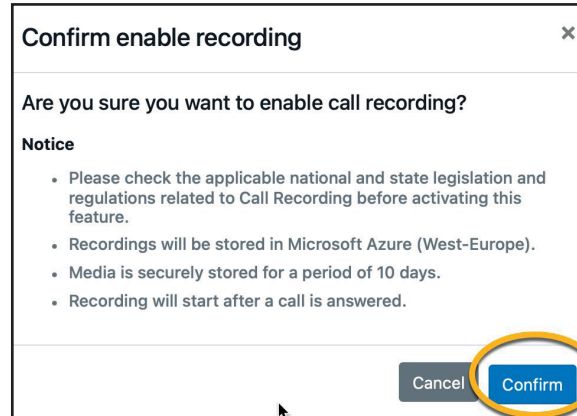 Confirm enable recording ×
Are you sure you want to enable call recording?
Notice
• Please check the applicable national and state legislation and
regulations related to Call Recording before activating this
feature.
• Recordings will be stored in Microsoft Azure (West-Europe).
• Media is securely stored for a period of 10 days.
• Recording will start after a call is answered.
Cancel Confirm